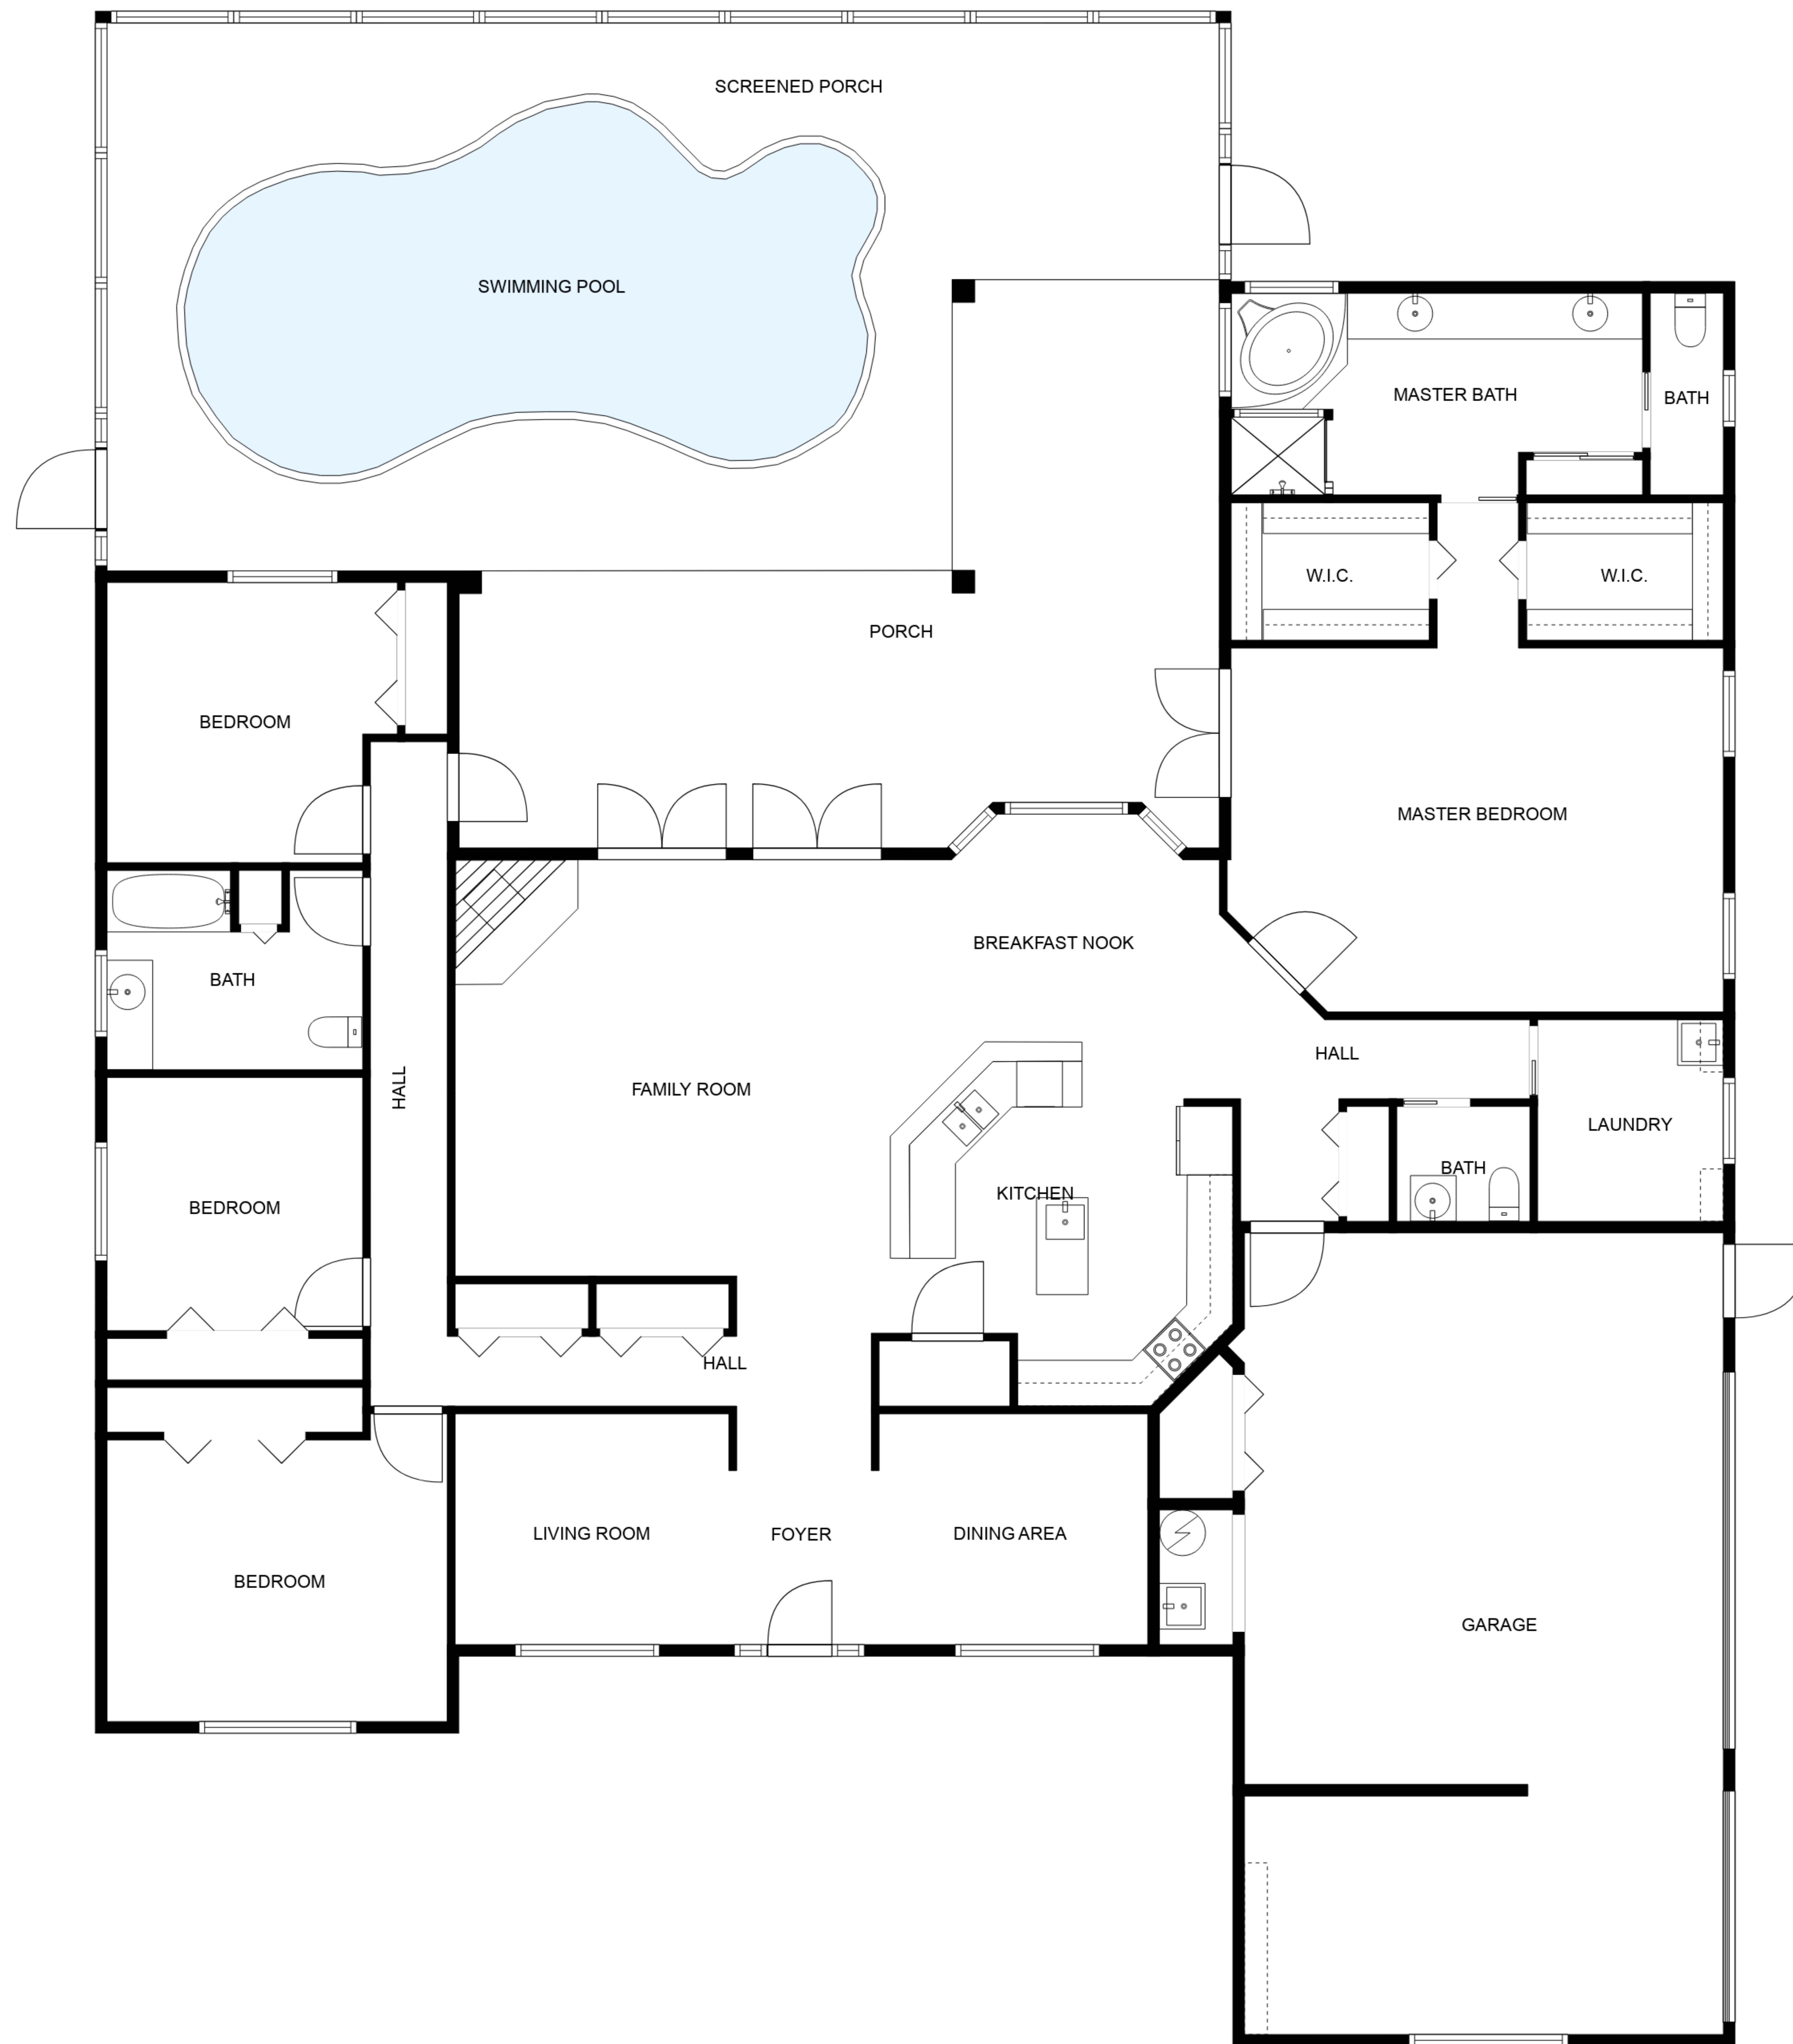 SCREENED PORCH
SWIMMING POOL
MASTER BATH
BATH
W.I.C.
W.I.C.
PORCH
BEDROOM
MASTER BEDROOM
BREAKFAST NOOK
BATH
HALL
HALL
FAMILY ROOM
LAUNDRY
BATH
KITCHEN
BEDROOM
HALL
LIVING ROOM
FOYER
DINING AREA
BEDROOM
GARAGE